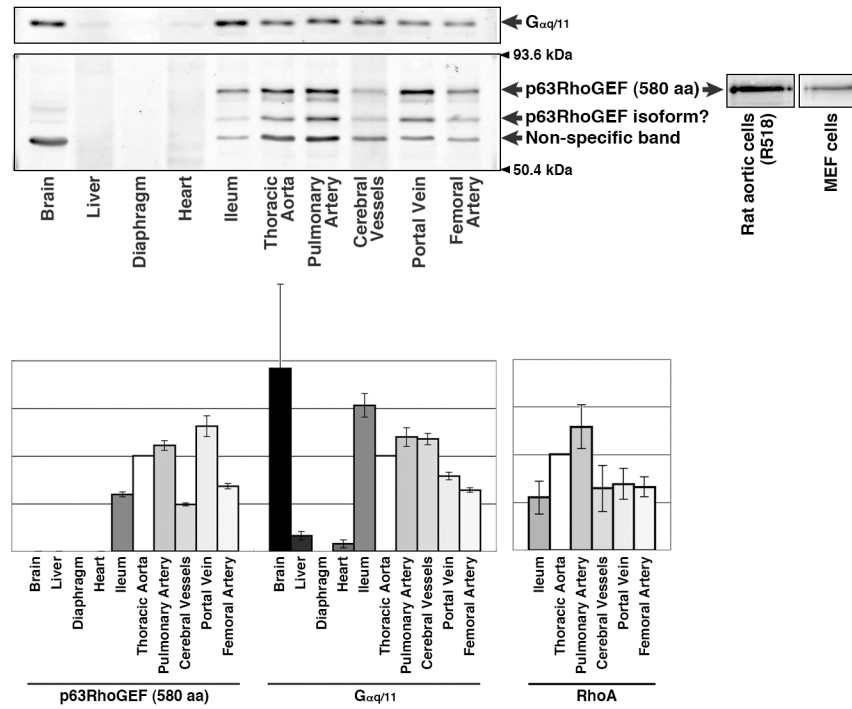 Gαq/11
93.6 kDa
p63RhoGEF (580 aa)
p63RhoGEF isoform?
Non-specific band
50.4 kDa
Brain
Liver
Diaphragm
Heart
Ileum
Thoracic
Aorta
Pulmonary
Artery
Cerebral
Vessels
Portal Vein
Femoral
Artery
Rat aortic cells
(R518)
MEF cells
Brain
Liver
Diaphragm
Heart
Ileum
Thoracic Aorta
Pulmonary Artery
Cerebral Vessels
Portal Vein
Femoral Artery
p63RhoGEF (580 aa)
Brain
Liver
Diaphragm
Heart
Ileum
Thoracic Aorta
Pulmonary Artery
Cerebral Vessels
Portal Vein
Femoral Artery
Gαq/11
Ileum
Thoracic Aorta
Pulmonary Artery
Cerebral Vessels
Portal Vein
Femoral Artery
RhoA